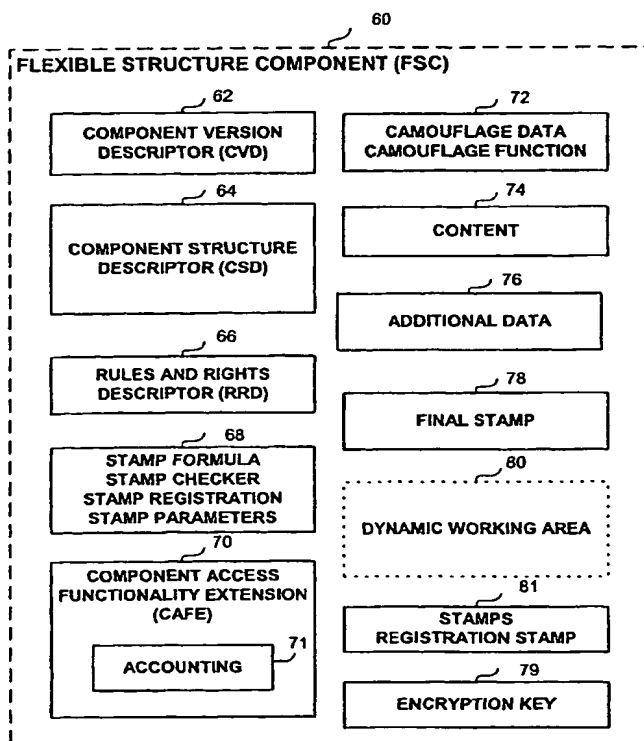 60
FLEXIBLE STRUCTURE COMPONENT (FSC)
62
COMPONENT VERSION
DESCRIPTOR (CVD)
64
COMPONENT STRUCTURE
DESCRIPTOR (CSD)
66
RULES AND RIGHTS
DESCRIPTOR (RRD)
68
STAMP FORMULA
STAMP CHECKER
STAMP REGISTRATION
STAMP PARAMETERS
70
COMPONENT ACCESS
FUNCTIONALITY EXTENSION
(CAFE)
71
ACCOUNTING
72
CAMOUFLAGE DATA
CAMOUFLAGE FUNCTION
74
CONTENT
76
ADDITIONAL DATA
78
FINAL STAMP
80
DYNAMIC WORKING AREA
81
STAMPS
REGISTRATION STAMP
79
ENCRYPTION KEY